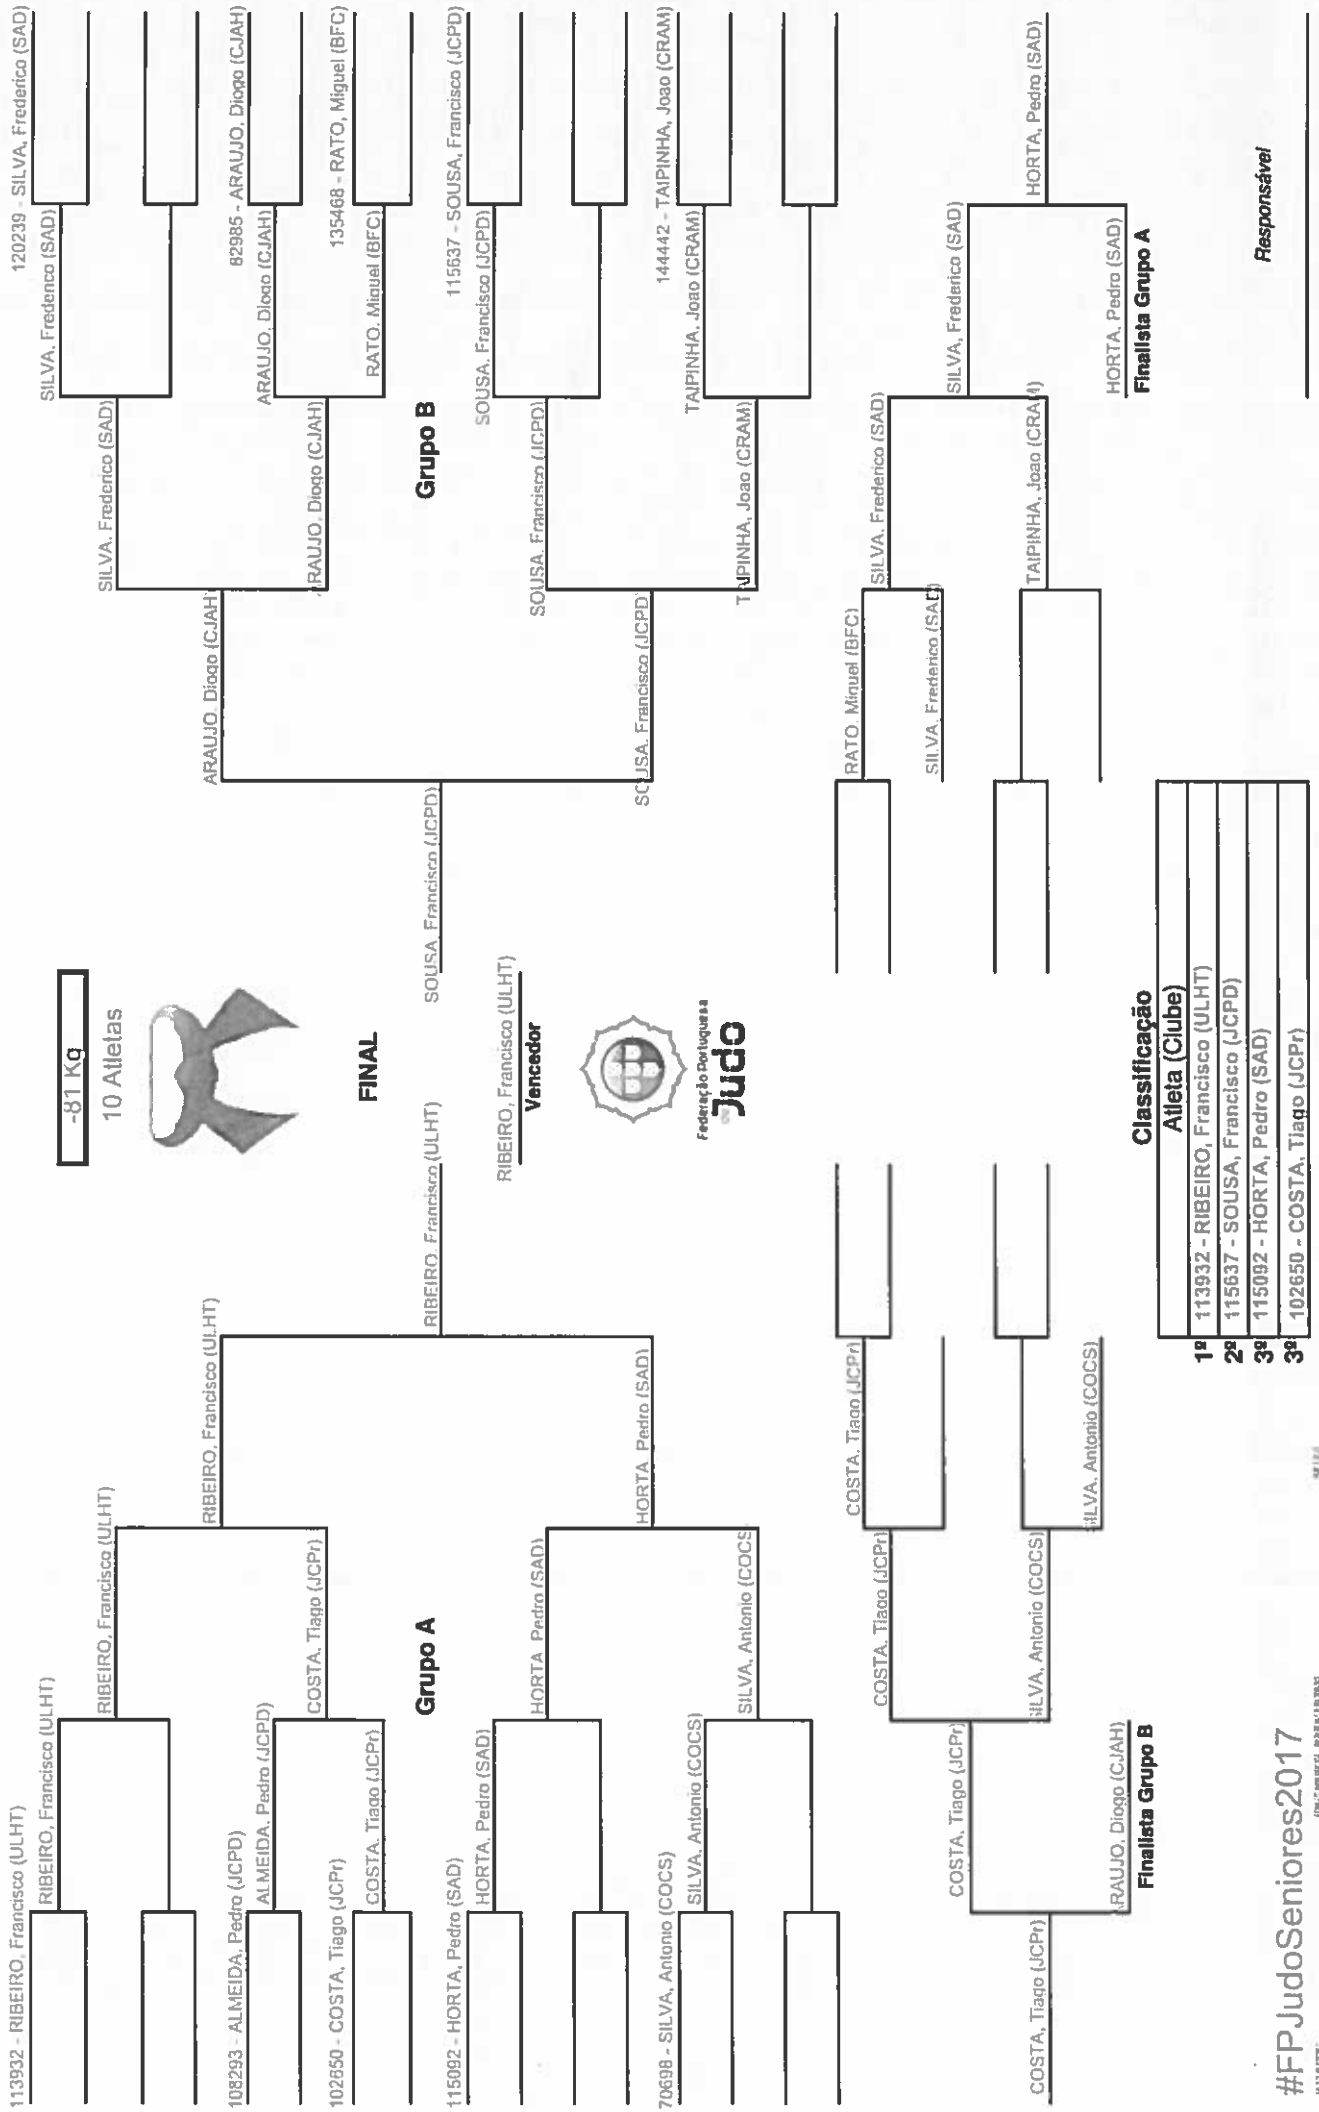 -81 Kg
10 Atletas
FINAL
113932 - RIBEIRO, Francisco (ULHT)
RIBEIRO, Francisco (ULHT)
RIBEIRO, Francisco (ULHT)
RIBEIRO, Francisco (ULHT)
108293 - ALMEIDA, Pedro (JCPD)
ALMEIDA, Pedro (JCPD)
COSTA, Tiago (JCPr)
102650 - COSTA, Tiago (JCPr)
COSTA, Tiago (JCPr)
Grupo A
RIBEIRO, Francisco (ULHT)
115092 - HORTA, Pedro (SAD)
HORTA, Pedro (SAD)
HORTA Pedro (SAD)
HORTA Pedro (SAD)
70698 - SILVA, Antonio (COCS)
SILVA, Antonio (COCS)
SILVA, Antonio (COCS)
RIBEIRO, Francisco (ULHT)
Vencedor
Federação Portuguesa
Judo
120239 - SILVA, Frederico (SAD)
SILVA, Frederico (SAD)
SILVA, Frederico (SAD)
ARAUJO, Diogo (CJAH)
82985 - ARAUJO, Diogo (CJAH)
ARAUJO, Diogo (CJAH)
ARAUJO, Diogo (CJAH)
135468 - RATO, Miguel (BFC)
RATO, Miguel (BFC)
Grupo B
SOUSA, Francisco (JCPD)
115637 - SOUSA, Francisco (JCPD)
SOUSA, Francisco (JCPD)
SOUSA, Francisco (JCPD)
SOUSA, Francisco (JCPD)
144442 - TAIPINHA, Joao (CRAM)
TAIPINHA, Joao (CRAM)
TAIPINHA, Joao (CRAM)
COSTA, Tiago (JCPr)
COSTA, Tiago (JCPr)
COSTA, Tiago (JCPr)
SILVA, Antonio (COCS)
SILVA, Antonio (COCS)
COSTA, Tiago (JCPr)
ARAUJO, Diogo (CJAH)
Finalista Grupo B
RATO, Miguel (BFC)
SILVA, Frederico (SAD)
SILVA, Frederico (SAD)
SILVA, Frederico (SAD)
TAIPINHA, Joao (CRAM)
HORTA, Pedro (SAD)
HORTA, Pedro (SAD)
Finalista Grupo A
Classificação
Atleta (Clube)
1º 113932 - RIBEIRO, Francisco (ULHT)
2º 115637 - SOUSA, Francisco (JCPD)
3º 115092 - HORTA, Pedro (SAD)
3º 102650 - COSTA, Tiago (JCPr)
Responsável
#FPJudoSeniores2017